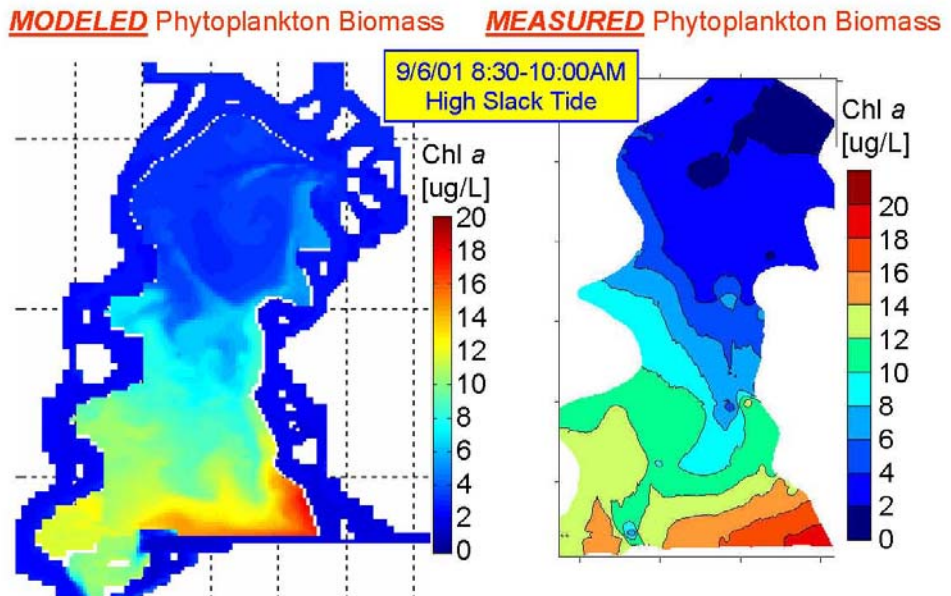 MODELED Phytoplankton Biomass
MEASURED Phytoplankton Biomass
9/6/01 8:30-10:00AM
High Slack Tide
Chl a
[ug/L]
20
18
16
14
12
10
8
6
4
2
0
Chl a
[ug/L]
20
18
16
14
12
10
8
6
4
2
0